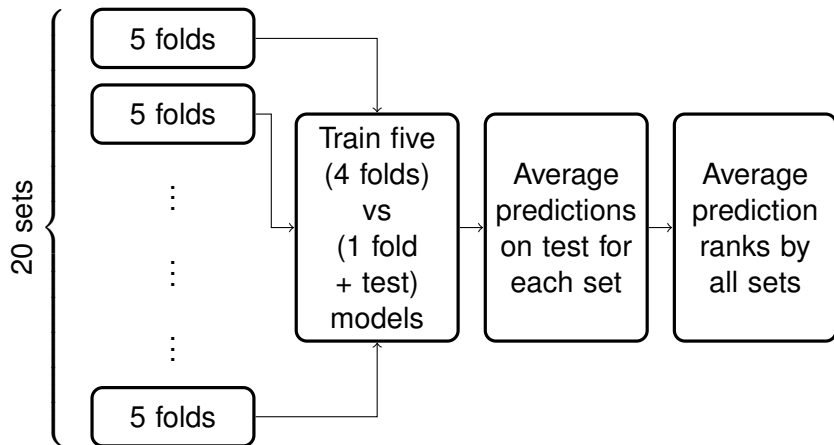 20 sets
5 folds
5 folds
⋮
⋮
⋮
5 folds
Train five
(4 folds)
vs
(1 fold
+ test)
models
Average
predictions
on test for
each set
Average
prediction
ranks by
all sets